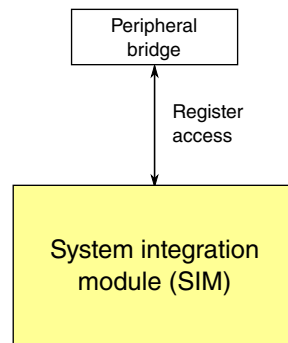 Peripheral
bridge
Register
access
System integration
module (SIM)